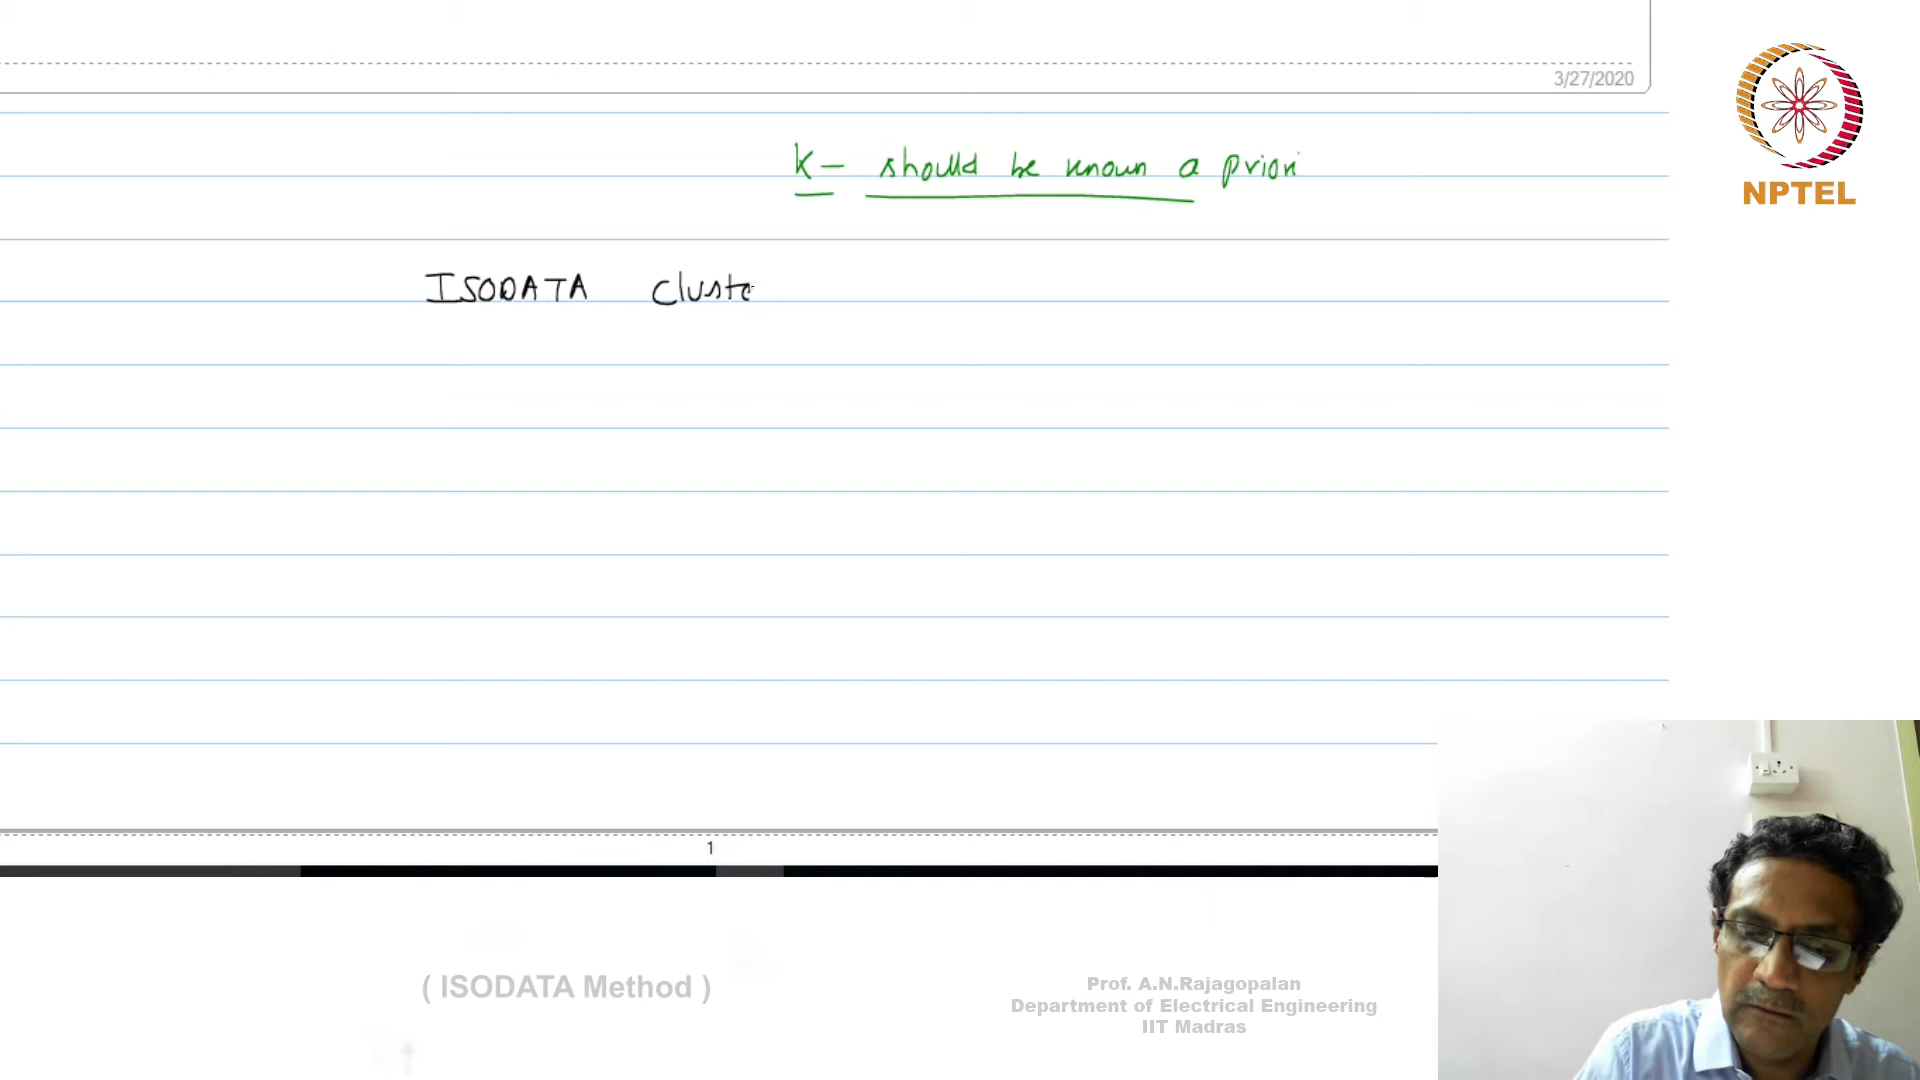 3/27/2020
NPTEL
K - should be known a priori
ISODATA cluste
1
( ISODATA Method )
Prof. A.N.Rajagopalan
Department of Electrical Engineering
IIT Madras